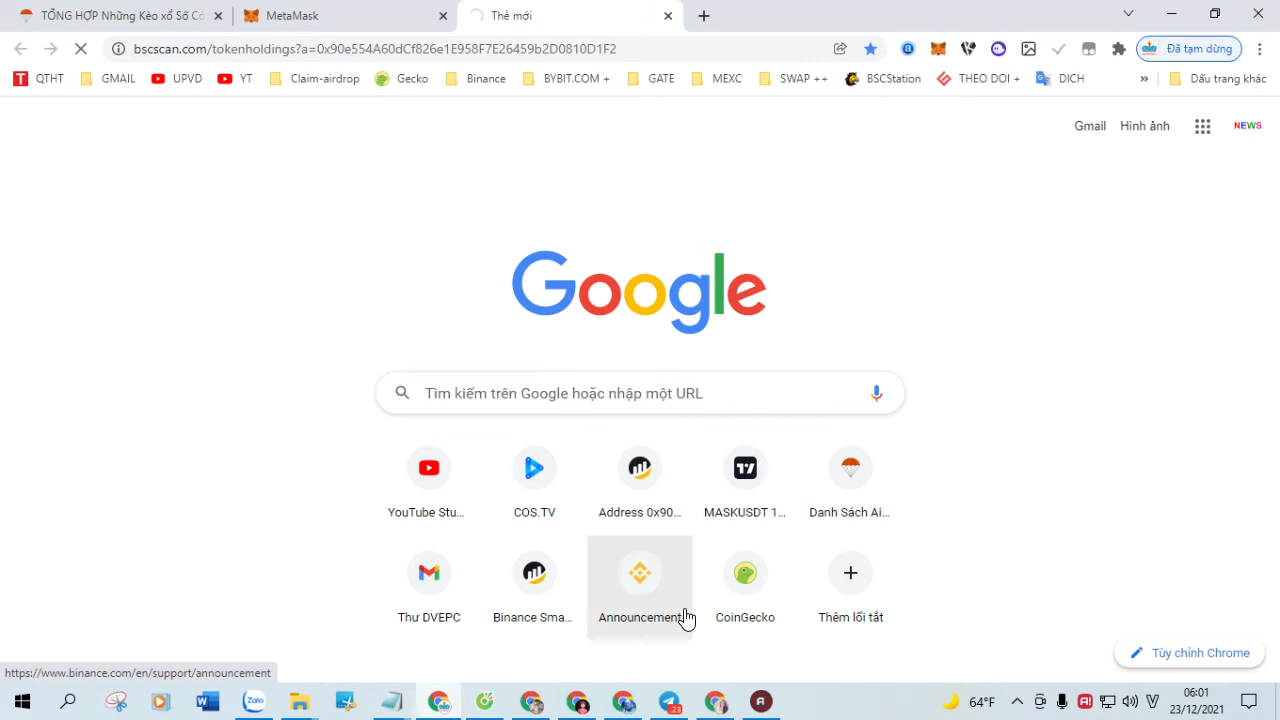 TỔNG HỢP Những Kèo xổ Số Cơ
MetaMask
Thẻ mới
bscscan.com/tokenholdings?a=0x90e554A60dCf826e1E958F7E26459b2D0810D1F2
Đã tạm dừng
QTHT GMAIL UPVD YT Claim-airdrop Gecko Binance BYBIT.COM + GATE MEXC SWAP ++ BSCStation THEO DOI + DICH » Dấu trang khác
Gmail Hình ảnh NEWS
Google
Tìm kiếm trên Google hoặc nhập một URL
YouTube Stu... COS.TV Address 0x90... MASKUSDT 1... Danh Sách Ai...
Thư DVEPC Binance Sma... Announcement CoinGecko Thêm lối tắt
Tùy chỉnh Chrome
https://www.binance.com/en/support/announcement
Zalo
23
64°F
06:01
23/12/2021